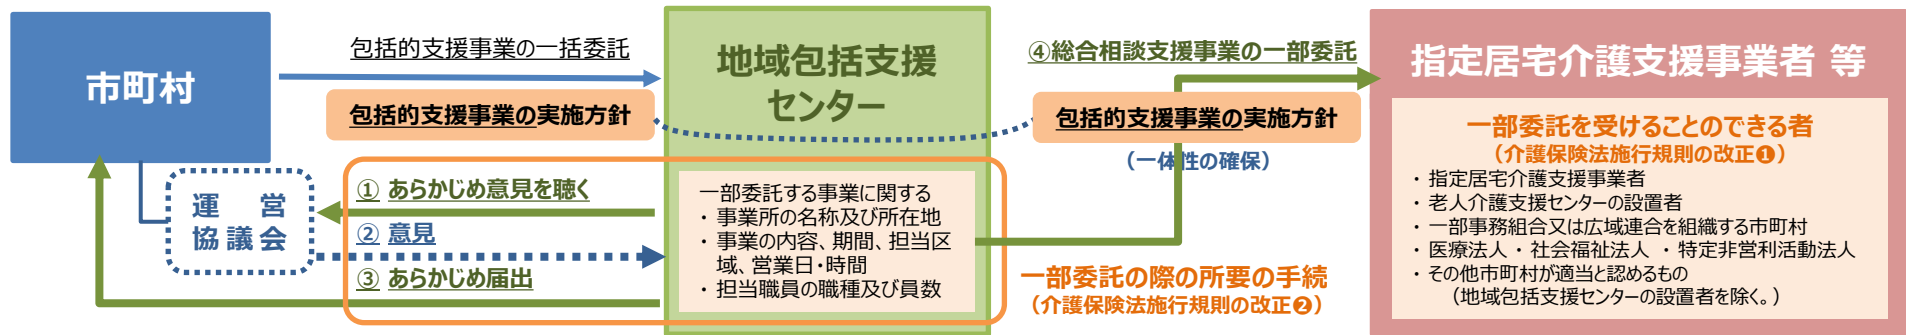 市町村
運　営
協議会
包括的支援事業の一括委託
包括的支援事業の実施方針
① あらかじめ意見を聴く
② 意見
③ あらかじめ届出
地域包括支援
センター
一部委託する事業に関する
・事業所の名称及び所在地
・事業の内容、期間、担当区
域、営業日・時間
・担当職員の職種及び員数
④総合相談支援事業の一部委託
包括的支援事業の実施方針
（一体性の確保）
一部委託の際の所要の手続
（介護保険法施行規則の改正❷）
指定居宅介護支援事業者 等
一部委託を受けることのできる者
（介護保険法施行規則の改正❶）
・指定居宅介護支援事業者
・老人介護支援センターの設置者
・一部事務組合又は広域連合を組織する市町村
・医療法人・社会福祉法人 ・特定非営利活動法人
・その他市町村が適当と認めるもの
（地域包括支援センターの設置者を除く。）